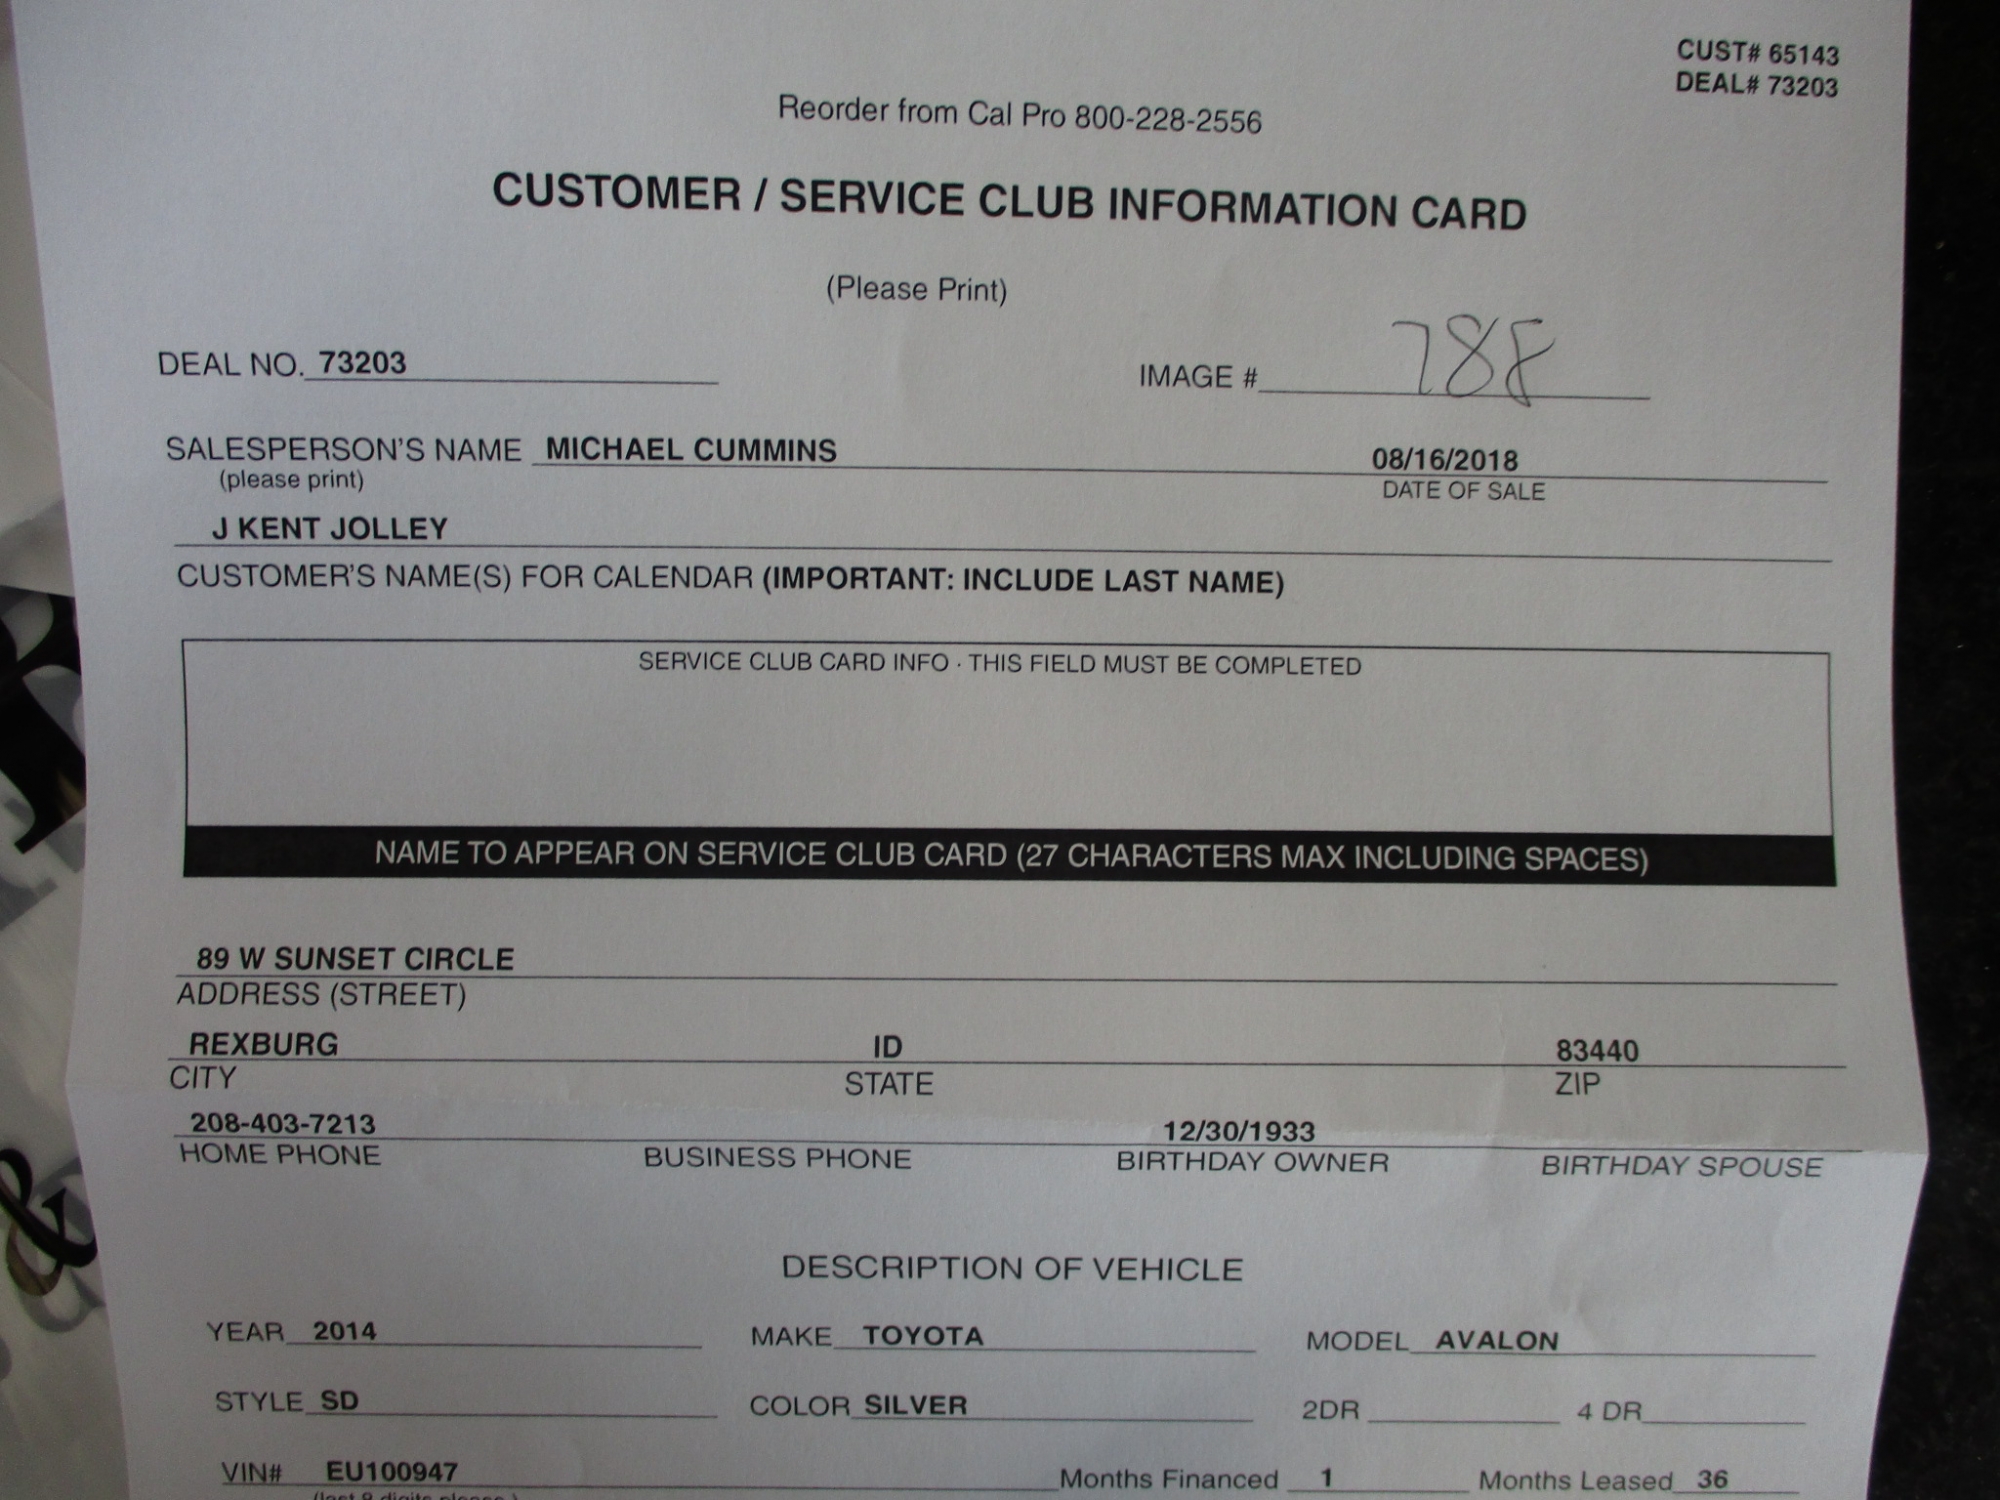 CUST# 65143
DEAL# 73203
Reorder from Cal Pro 800-228-2556
CUSTOMER / SERVICE CLUB INFORMATION CARD
(Please Print)
DEAL NO. 73203 IMAGE # 788
SALESPERSON'S NAME MICHAEL CUMMINS 08/16/2018
(please print) DATE OF SALE
J KENT JOLLEY
CUSTOMER'S NAME(S) FOR CALENDAR (IMPORTANT: INCLUDE LAST NAME)
SERVICE CLUB CARD INFO · THIS FIELD MUST BE COMPLETED
NAME TO APPEAR ON SERVICE CLUB CARD (27 CHARACTERS MAX INCLUDING SPACES)
89 W SUNSET CIRCLE
ADDRESS (STREET)
REXBURG ID 83440
CITY STATE ZIP
208-403-7213 12/30/1933
HOME PHONE BUSINESS PHONE BIRTHDAY OWNER BIRTHDAY SPOUSE
DESCRIPTION OF VEHICLE
YEAR 2014 MAKE TOYOTA MODEL AVALON
STYLE SD COLOR SILVER 2DR 4 DR
VIN# EU100947 Months Financed 1 Months Leased 36
&